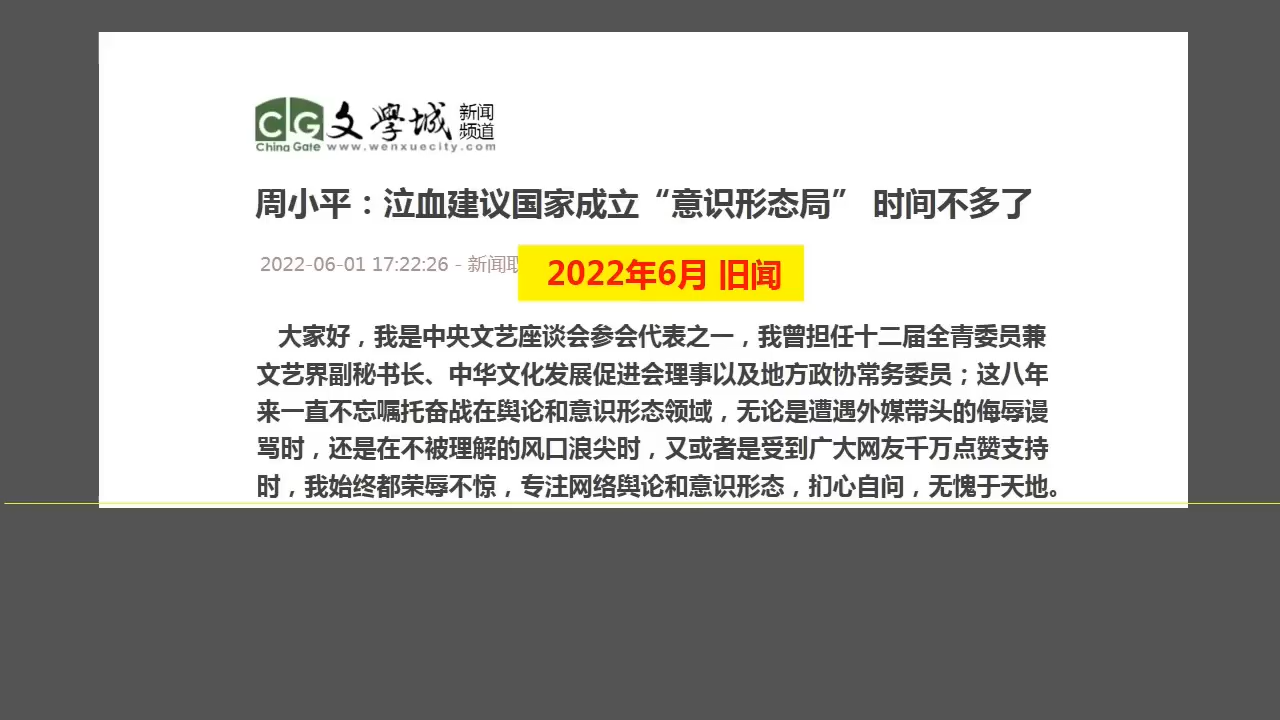 CG 文學城 新闻频道
China Gate www.wenxuecity.com
周小平：泣血建议国家成立“意识形态局” 时间不多了
2022-06-01 17:22:26 - 新闻
2022年6月 旧闻
大家好，我是中央文艺座谈会参会代表之一，我曾担任十二届全青委员兼
文艺界副秘书长、中华文化发展促进会理事以及地方政协常务委员；这八年
来一直不忘嘱托奋战在舆论和意识形态领域，无论是遭遇外媒带头的侮辱谩
骂时，还是在不被理解的风口浪尖时，又或者是受到广大网友千万点赞支持
时，我始终都荣辱不惊，专注网络舆论和意识形态，扪心自问，无愧于天地。